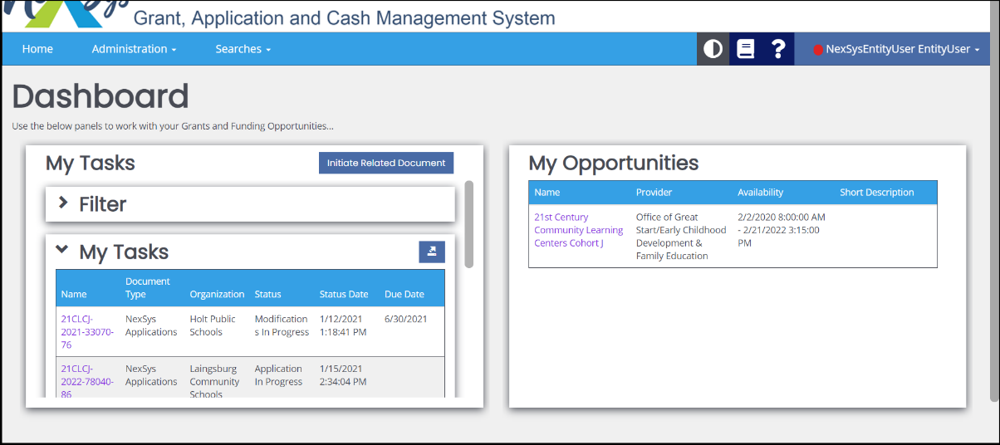 NexSys
Grant, Application and Cash Management System
Home Administration Searches ? NexSysEntityUser EntityUser
Dashboard
Use the below panels to work with your Grants and Funding Opportunities...
My Tasks
Initiate Related Document
Filter
My Tasks
Name Document Type Organization Status Status Date Due Date
21CLCJ-
2021-33070-
76
NexSys
Applications
Holt Public
Schools
Modification
s In Progress
1/12/2021
1:18:41 PM
6/30/2021
21CLCJ-
2022-78040-
86
NexSys
Applications
Laingsburg
Community
Schools
Application
In Progress
1/15/2021
2:34:04 PM
My Opportunities
Name Provider Availability Short Description
21st Century
Community Learning
Centers Cohort J
Office of Great
Start/Early Childhood
Development &
Family Education
2/2/2020 8:00:00 AM
- 2/21/2022 3:15:00
PM